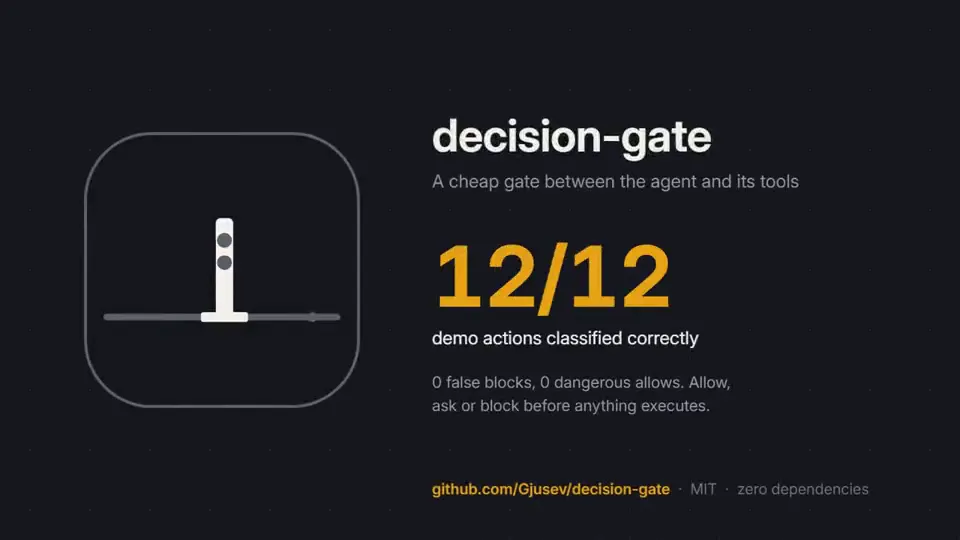 decision-gate
A cheap gate between the agent and its tools
12/12
demo actions classified correctly
0 false blocks, 0 dangerous allows. Allow,
ask or block before anything executes.
github.com/Gjusev/decision-gate · MIT · zero dependencies